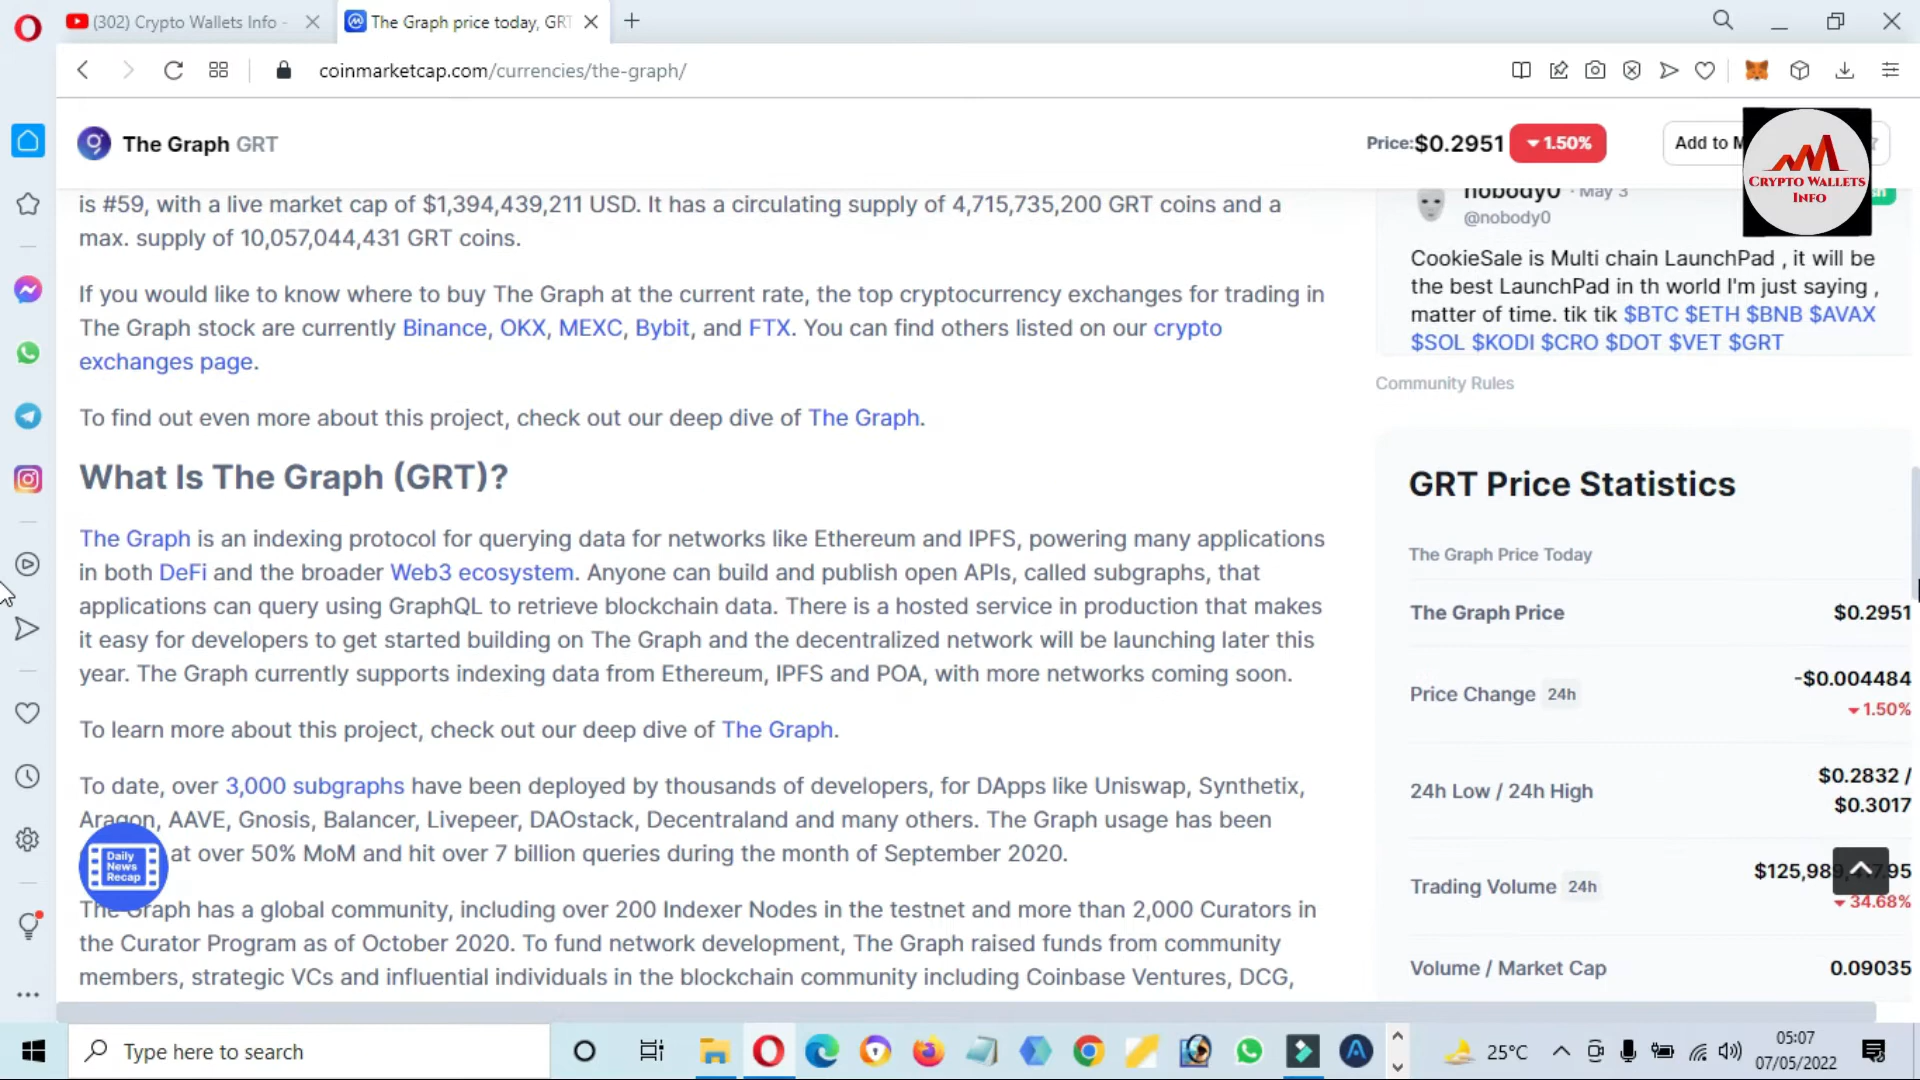 (302) Crypto Wallets Info -
The Graph price today, GRT
coinmarketcap.com/currencies/the-graph/
The Graph GRT
Price:$0.2951
1.50%
Add to M
CRYPTO WALLETS
INFO
is #59, with a live market cap of $1,394,439,211 USD. It has a circulating supply of 4,715,735,200 GRT coins and a
max. supply of 10,057,044,431 GRT coins.
If you would like to know where to buy The Graph at the current rate, the top cryptocurrency exchanges for trading in
The Graph stock are currently Binance, OKX, MEXC, Bybit, and FTX. You can find others listed on our crypto
exchanges page.
To find out even more about this project, check out our deep dive of The Graph.
What Is The Graph (GRT)?
The Graph is an indexing protocol for querying data for networks like Ethereum and IPFS, powering many applications
in both DeFi and the broader Web3 ecosystem. Anyone can build and publish open APIs, called subgraphs, that
applications can query using GraphQL to retrieve blockchain data. There is a hosted service in production that makes
it easy for developers to get started building on The Graph and the decentralized network will be launching later this
year. The Graph currently supports indexing data from Ethereum, IPFS and POA, with more networks coming soon.
To learn more about this project, check out our deep dive of The Graph.
To date, over 3,000 subgraphs have been deployed by thousands of developers, for DApps like Uniswap, Synthetix,
Aragon, AAVE, Gnosis, Balancer, Livepeer, DAOstack, Decentraland and many others. The Graph usage has been
at over 50% MoM and hit over 7 billion queries during the month of September 2020.
Daily
News
Recap
The Graph has a global community, including over 200 Indexer Nodes in the testnet and more than 2,000 Curators in
the Curator Program as of October 2020. To fund network development, The Graph raised funds from community
members, strategic VCs and influential individuals in the blockchain community including Coinbase Ventures, DCG,
nobody0 · May 3
@nobody0
CookieSale is Multi chain LaunchPad , it will be
the best LaunchPad in th world I'm just saying ,
matter of time. tik tik $BTC $ETH $BNB $AVAX
$SOL $KODI $CRO $DOT $VET $GRT
Community Rules
GRT Price Statistics
The Graph Price Today
The Graph Price $0.2951
Price Change 24h -$0.004484
1.50%
24h Low / 24h High $0.2832 /
$0.3017
Trading Volume 24h $125,989, 95
34.68%
Volume / Market Cap 0.09035
Type here to search
25°C
05:07
07/05/2022